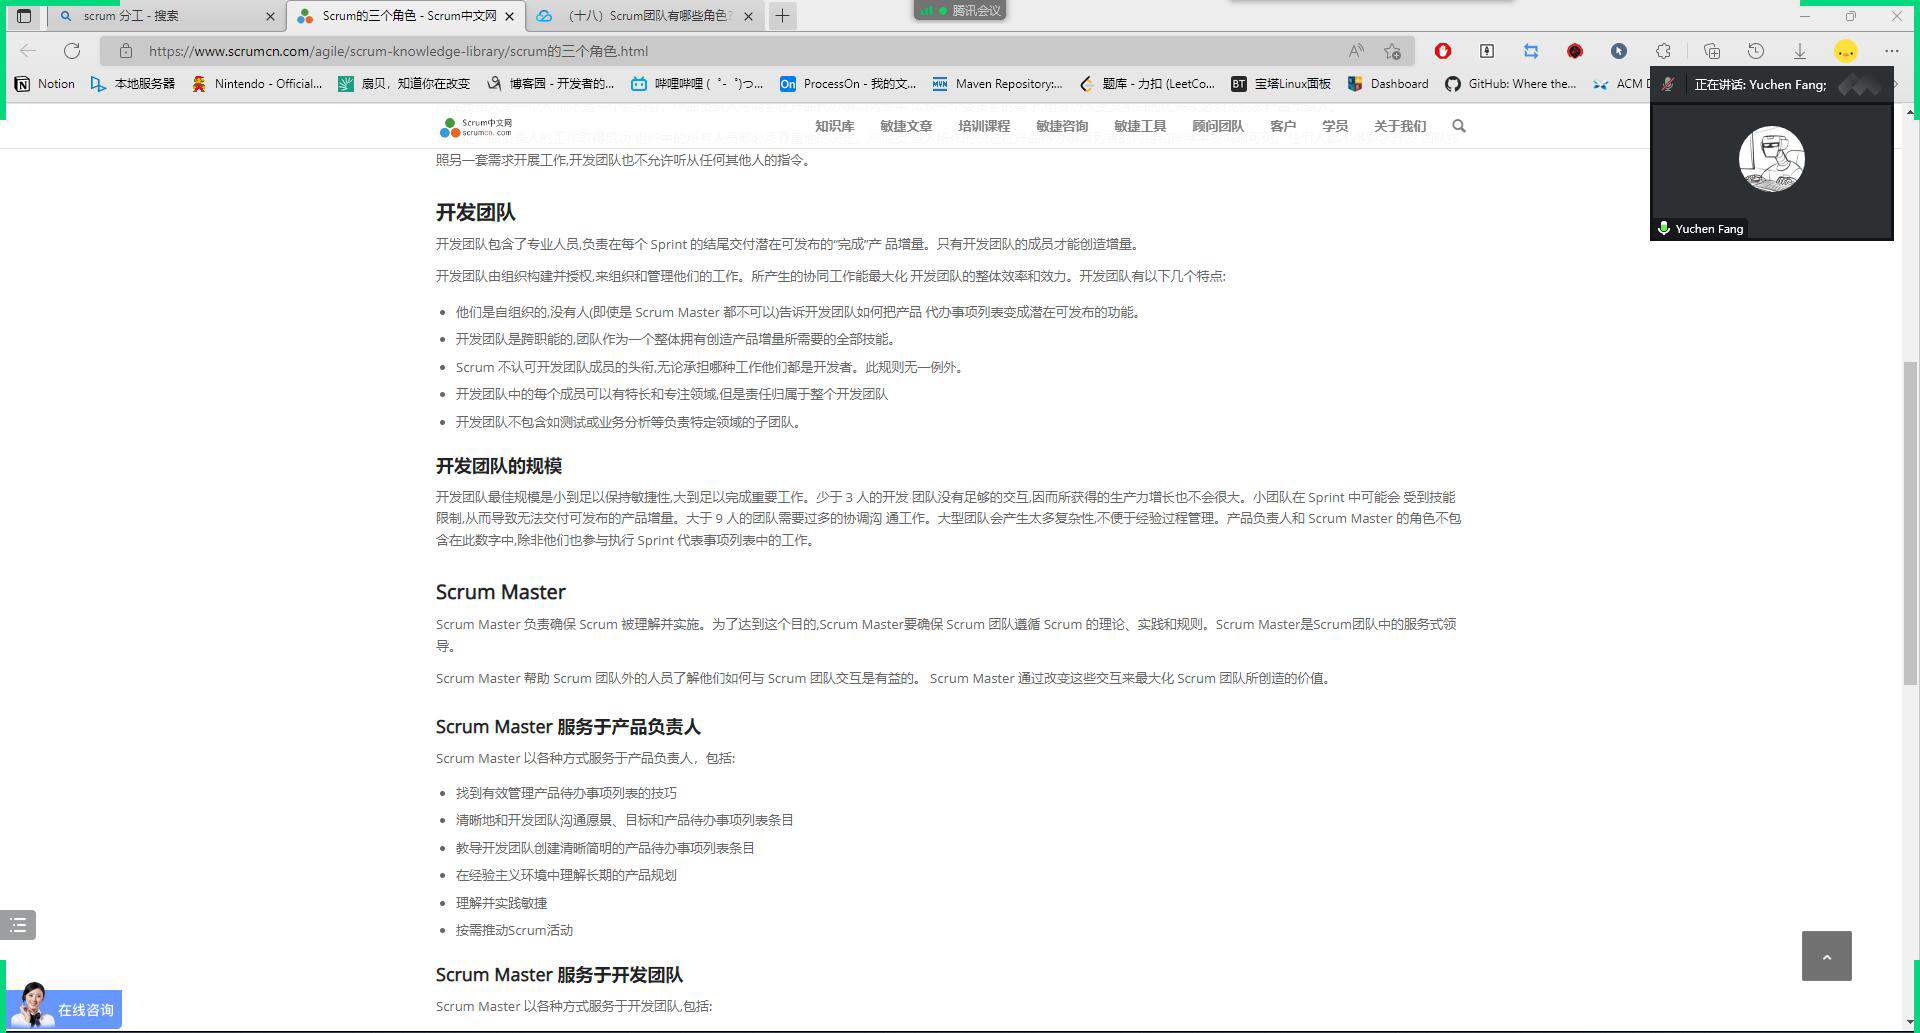 scrum 分工 - 搜索
Scrum的三个角色 - Scrum中文网
（十八）Scrum团队有哪些角色?
腾讯会议
https://www.scrumcn.com/agile/scrum-knowledge-library/scrum的三个角色.html
Notion
本地服务器
Nintendo - Official...
扇贝，知道你在改变
博客园 - 开发者的...
哔哩哔哩 (゜-゜)つ...
ProcessOn - 我的文...
Maven Repository:...
题库 - 力扣 (LeetCo...
宝塔Linux面板
Dashboard
GitHub: Where the...
ACM
正在讲话: Yuchen Fang;
Yuchen Fang
Scrum中文网
scrumcn.com
知识库
敏捷文章
培训课程
敏捷咨询
敏捷工具
顾问团队
客户
学员
关于我们
照另一套需求开展工作,开发团队也不允许听从任何其他人的指令。
开发团队
开发团队包含了专业人员,负责在每个 Sprint 的结尾交付潜在可发布的“完成”产 品增量。只有开发团队的成员才能创造增量。
开发团队由组织构建并授权,来组织和管理他们的工作。所产生的协同工作能最大化 开发团队的整体效率和效力。开发团队有以下几个特点:
• 他们是自组织的,没有人(即使是 Scrum Master 都不可以)告诉开发团队如何把产品 代办事项列表变成潜在可发布的功能。
• 开发团队是跨职能的,团队作为一个整体拥有创造产品增量所需要的全部技能。
• Scrum 不认可开发团队成员的头衔,无论承担哪种工作他们都是开发者。此规则无一例外。
• 开发团队中的每个成员可以有特长和专注领域,但是责任归属于整个开发团队
• 开发团队不包含如测试或业务分析等负责特定领域的子团队。
开发团队的规模
开发团队最佳规模是小到足以保持敏捷性,大到足以完成重要工作。少于 3 人的开发 团队没有足够的交互,因而所获得的生产力增长也不会很大。小团队在 Sprint 中可能会 受到技能
限制,从而导致无法交付可发布的产品增量。大于 9 人的团队需要过多的协调沟 通工作。大型团队会产生太多复杂性,不便于经验过程管理。产品负责人和 Scrum Master 的角色不包
含在此数字中,除非他们也参与执行 Sprint 代表事项列表中的工作。
Scrum Master
Scrum Master 负责确保 Scrum 被理解并实施。为了达到这个目的,Scrum Master要确保 Scrum 团队遵循 Scrum 的理论、实践和规则。Scrum Master是Scrum团队中的服务式领
导。
Scrum Master 帮助 Scrum 团队外的人员了解他们如何与 Scrum 团队交互是有益的。 Scrum Master 通过改变这些交互来最大化 Scrum 团队所创造的价值。
Scrum Master 服务于产品负责人
Scrum Master 以各种方式服务于产品负责人，包括:
• 找到有效管理产品待办事项列表的技巧
• 清晰地和开发团队沟通愿景、目标和产品待办事项列表条目
• 教导开发团队创建清晰简明的产品待办事项列表条目
• 在经验主义环境中理解长期的产品规划
• 理解并实践敏捷
• 按需推动Scrum活动
Scrum Master 服务于开发团队
Scrum Master 以各种方式服务于开发团队,包括:
在线咨询